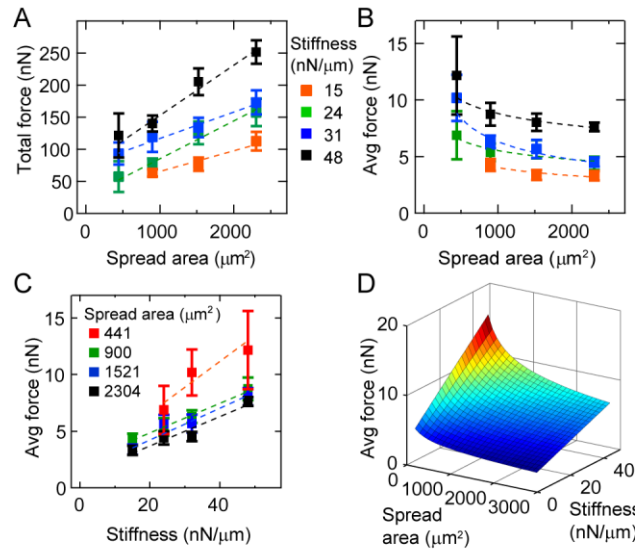 A
Total force (nN)
250
200
150
100
50
0
0
1000
2000
Spread area (μm²)
Stiffness
(nN/μm)
15
24
31
48
B
Avg force (nN)
15
10
5
0
0
1000
2000
Spread area (μm²)
C
Avg force (nN)
15
10
5
0
Spread area (μm²)
441
900
1521
2304
0
20
40
Stiffness (nN/μm)
D
Avg force (nN)
20
15
10
5
0
0
1000
2000
3000
Spread
area (μm²)
0
20
40
Stiffness
(nN/μm)